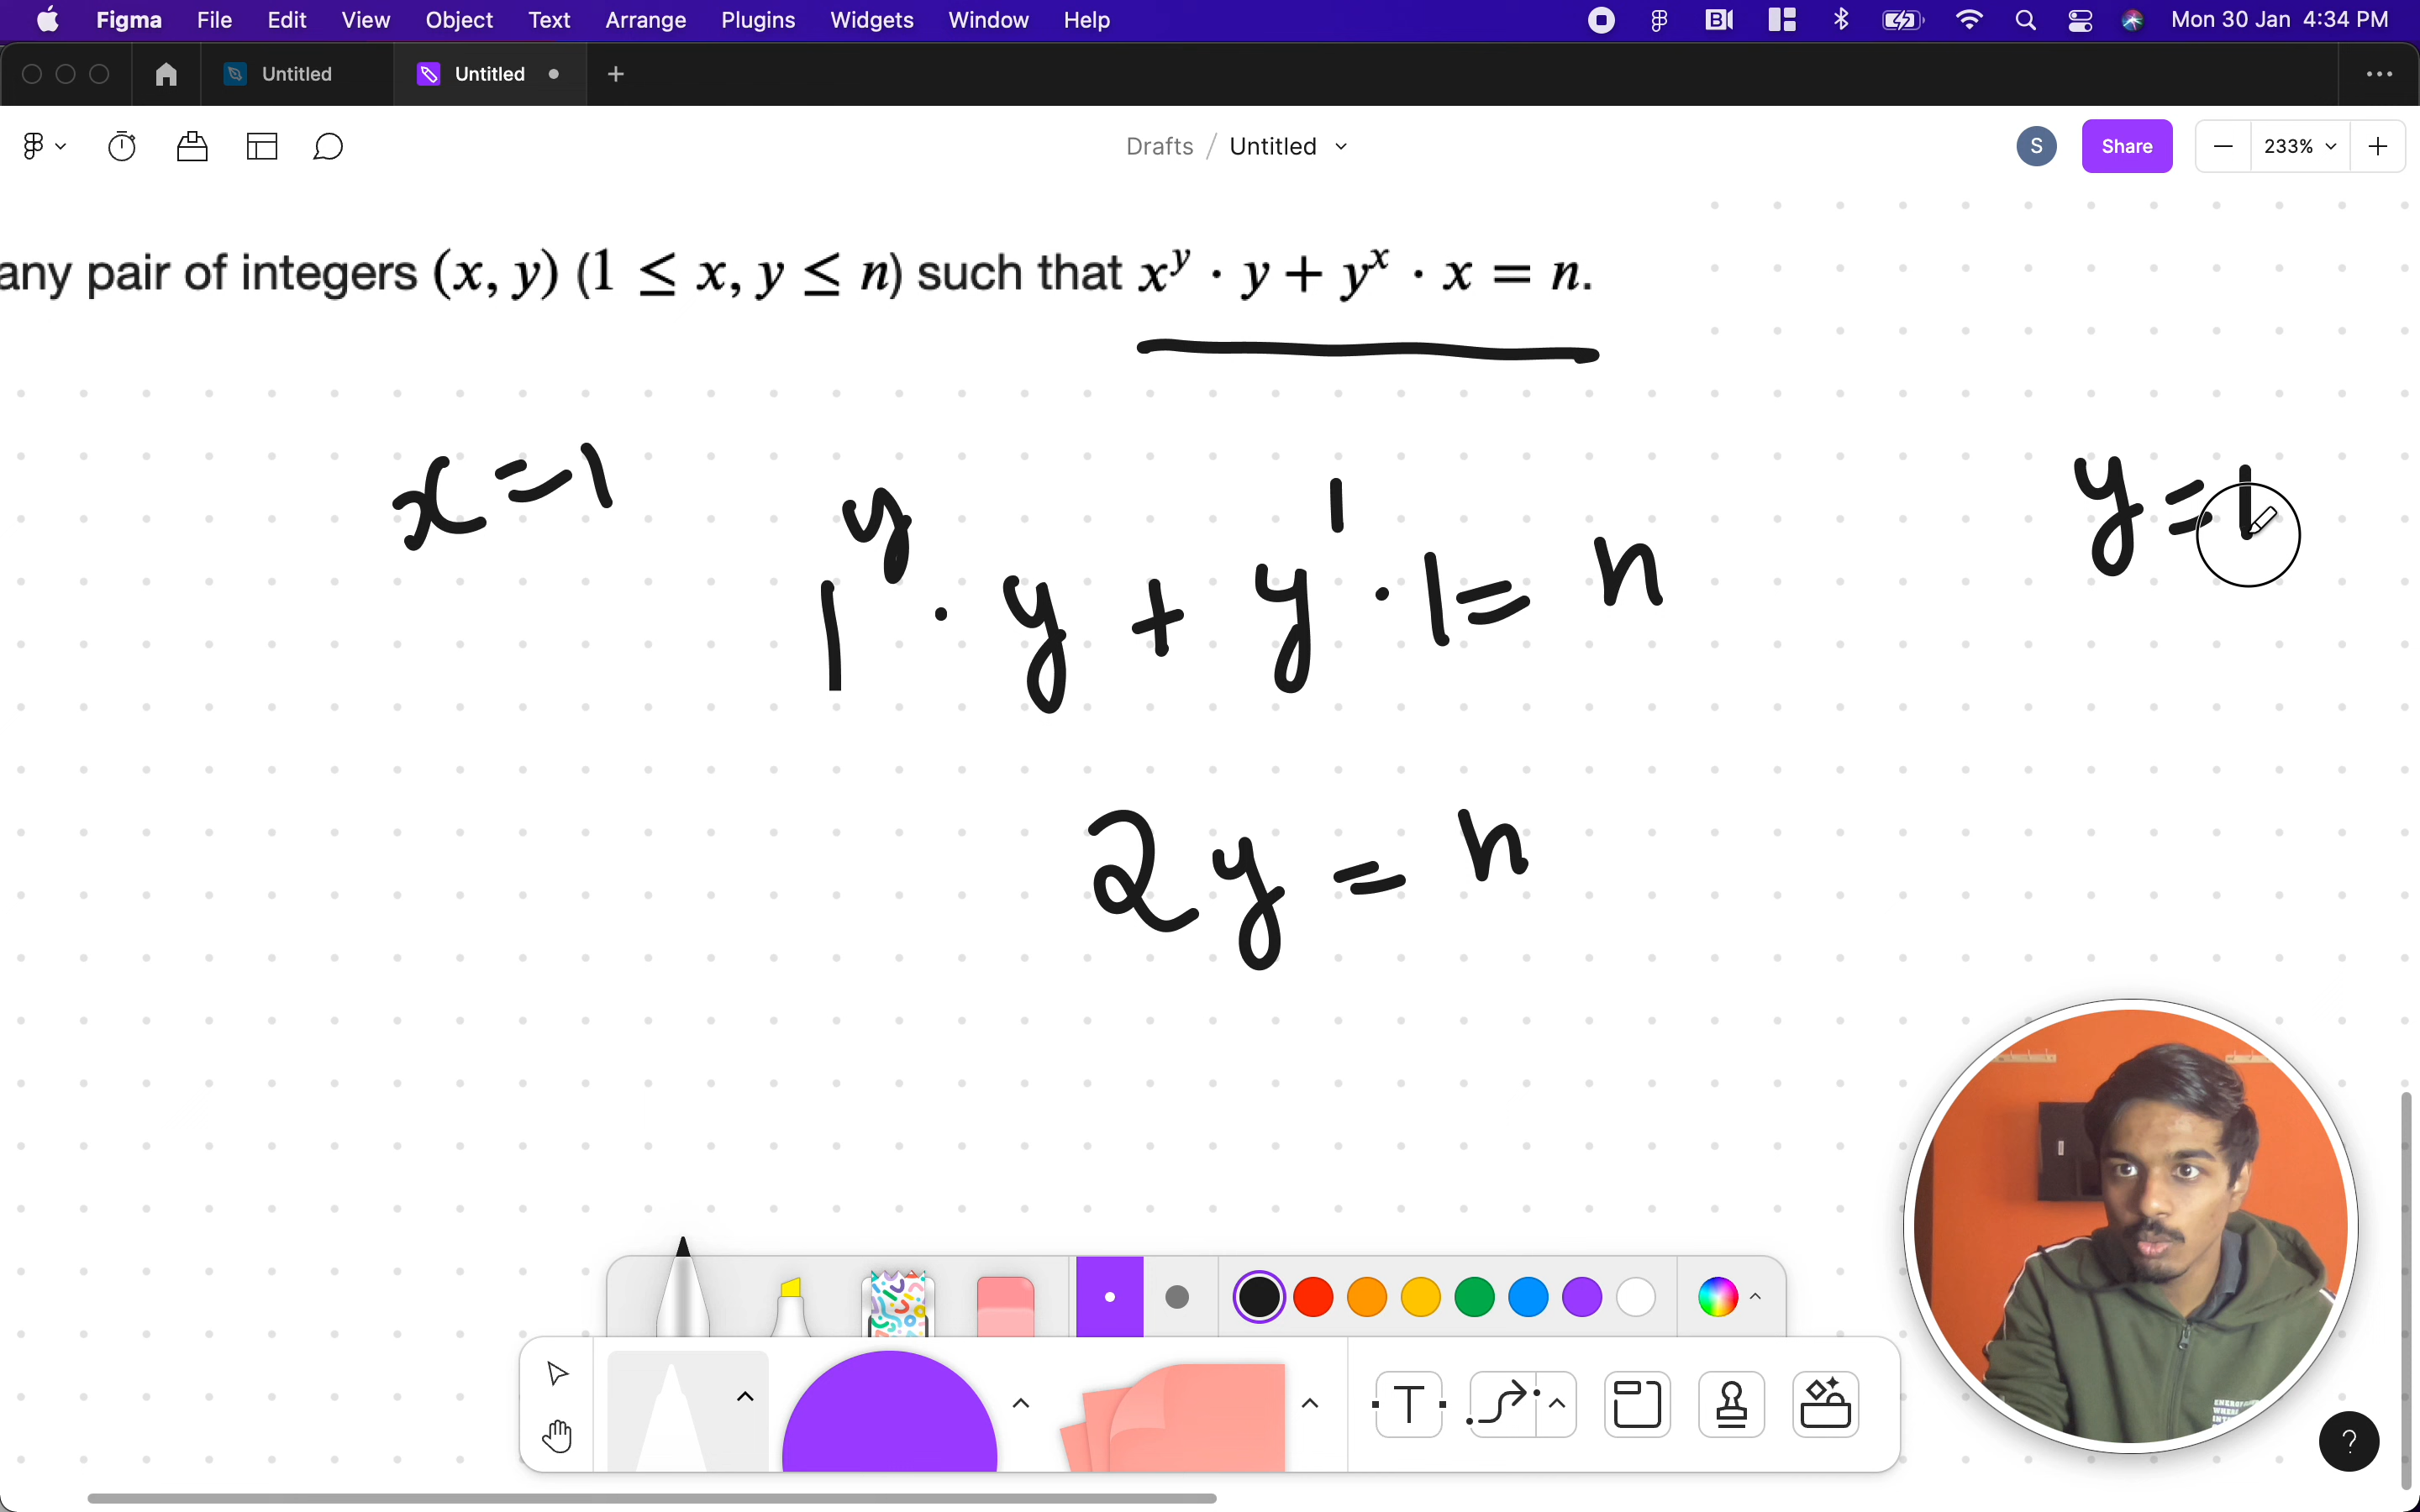 Figma File Edit View Object Text Arrange Plugins Widgets Window Help Mon 30 Jan 4:34 PM
Untitled Untitled
Drafts / Untitled S Share 233%
any pair of integers (x, y) (1 ≤ x, y ≤ n) such that x^y · y + y^x · x = n.
x=1
y=1
1^y · y + y^1 · 1 = n
2y = n
T
?